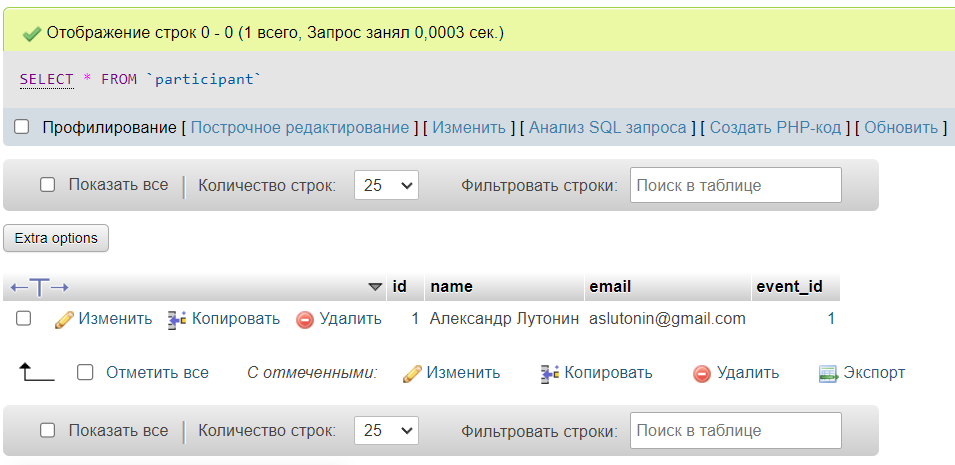 Отображение строк 0 - 0 (1 всего, Запрос занял 0,0003 сек.)
SELECT * FROM `participant`
Профилирование [ Построчное редактирование ] [ Изменить ] [ Анализ SQL запроса ] [ Создать PHP-код ] [ Обновить ]
Показать все | Количество строк: 25 Фильтровать строки: Поиск в таблице
Extra options
←T→ id name email event_id
Изменить Копировать Удалить 1 Александр Лутонин aslutonin@gmail.com 1
Отметить все С отмеченными: Изменить Копировать Удалить Экспорт
Показать все | Количество строк: 25 Фильтровать строки: Поиск в таблице